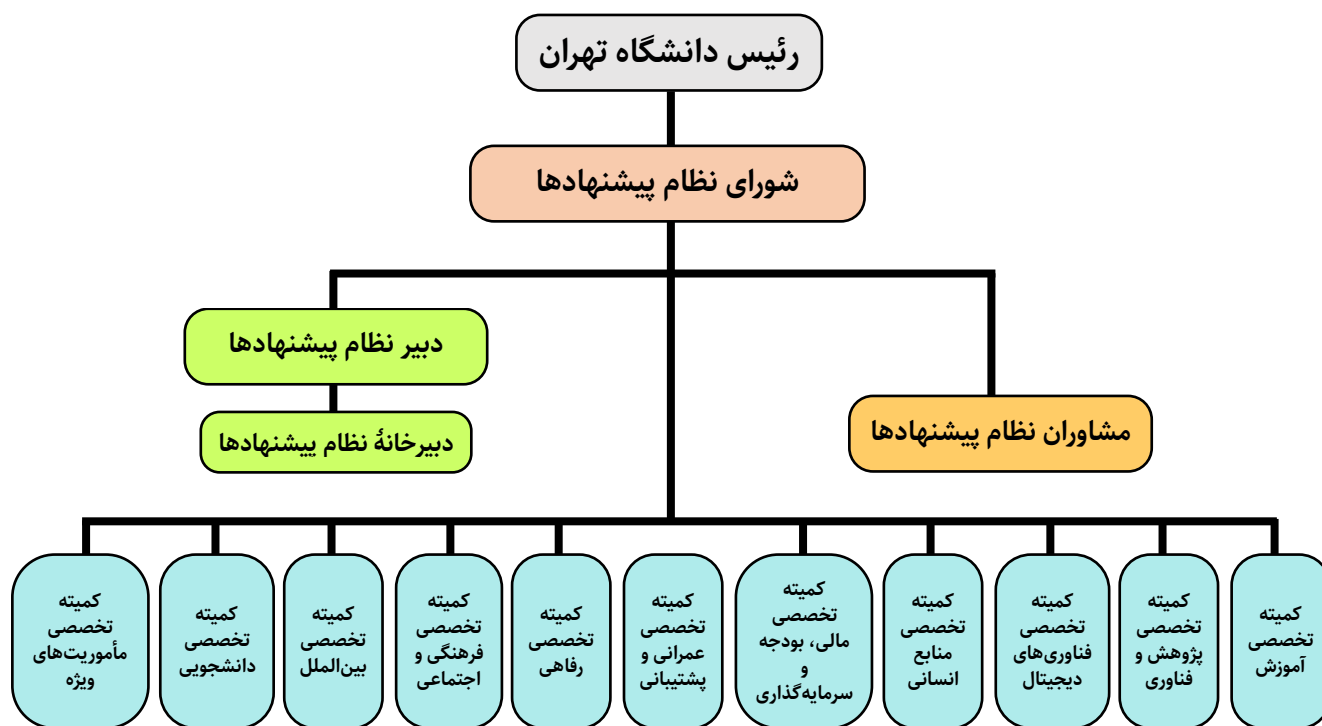 رئیس دانشگاه تهران
شورای نظام پیشنهادها
دبیر نظام پیشنهادها
دبیرخانهٔ نظام پیشنهادها
مشاوران نظام پیشنهادها
کمیته
تخصصی
آموزش
کمیته
تخصصی
پژوهش و
فناوری
کمیته
تخصصی
فناوری‌های
دیجیتال
کمیته
تخصصی
منابع
انسانی
کمیته
تخصصی
مالی، بودجه
و
سرمایه‌گذاری
کمیته
تخصصی
عمرانی و
پشتیبانی
کمیته
تخصصی
رفاهی
کمیته
تخصصی
فرهنگی و
اجتماعی
کمیته
تخصصی
بین‌الملل
کمیته
تخصصی
دانشجویی
کمیته
تخصصی
مأموریت‌های
ویژه